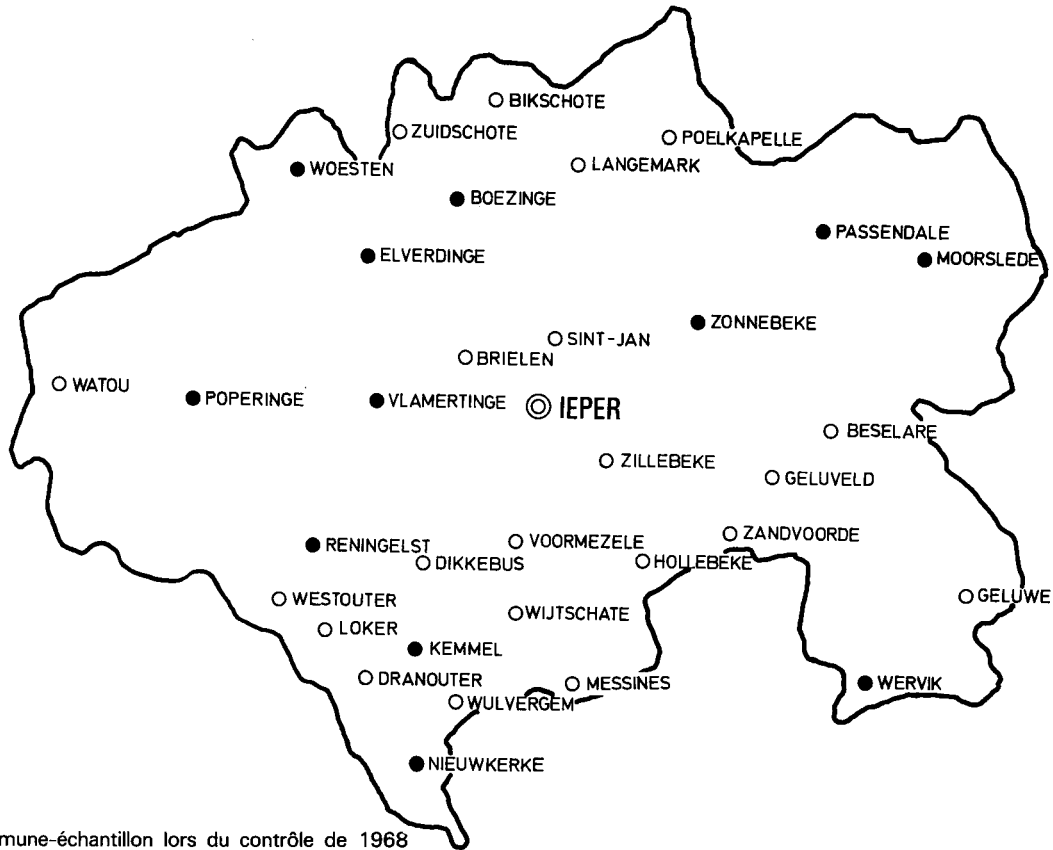 BIKSCHOTE
ZUIDSCHOTE
POELKAPELLE
LANGEMARK
WOESTEN
BOEZINGE
PASSENDALE
ELVERDINGE
MOORSLEDE
ZONNEBEKE
SINT-JAN
BRIELEN
WATOU
POPERINGE
VLAMERTINGE
IEPER
BESELARE
ZILLEBEKE
GELUVELD
ZANDVOORDE
VOORMEZELE
RENINGELST
DIKKEBUS
HOLLEBEKE
WESTOUTER
GELUWE
WIJTSCHATE
LOKER
KEMMEL
DRANOUTER
MESSINES
WERVIK
WULVERGEM
NIEUWKERKE
mune-échantillon lors du contrôle de 1968